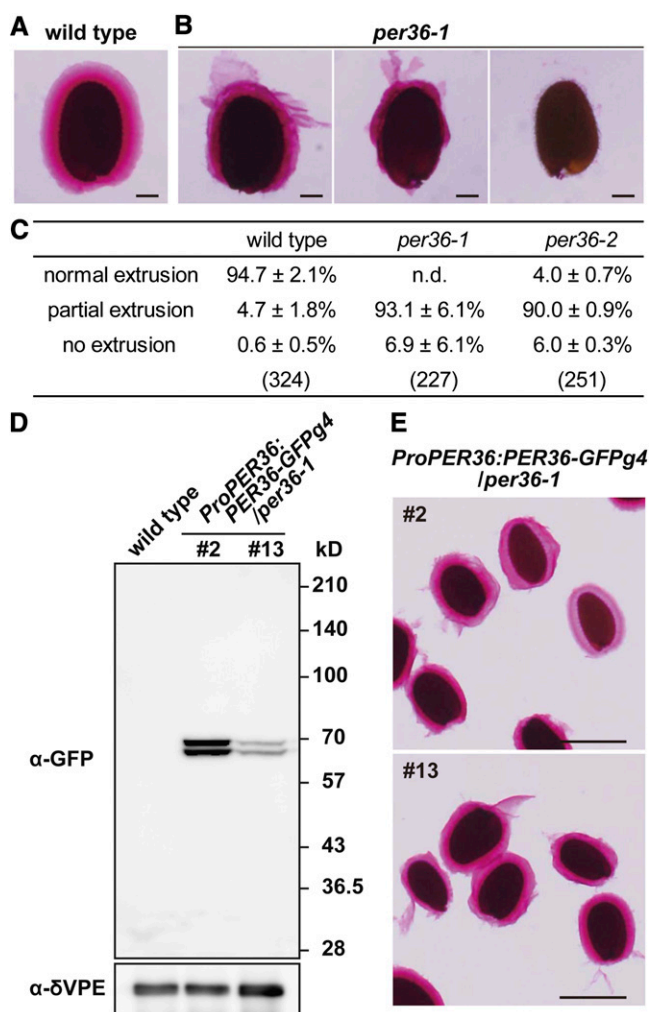 A
wild type
B
per36-1
C
wild type per36-1 per36-2
normal extrusion 94.7 ± 2.1% n.d. 4.0 ± 0.7%
partial extrusion 4.7 ± 1.8% 93.1 ± 6.1% 90.0 ± 0.9%
no extrusion 0.6 ± 0.5% 6.9 ± 6.1% 6.0 ± 0.3%
(324) (227) (251)
D
wild type
ProPER36:
PER36-GFPg4
/per36-1
#2 #13 kD
210
140
100
70
α-GFP
57
43
36.5
28
α-δVPE
E
ProPER36:PER36-GFPg4
/per36-1
#2
#13